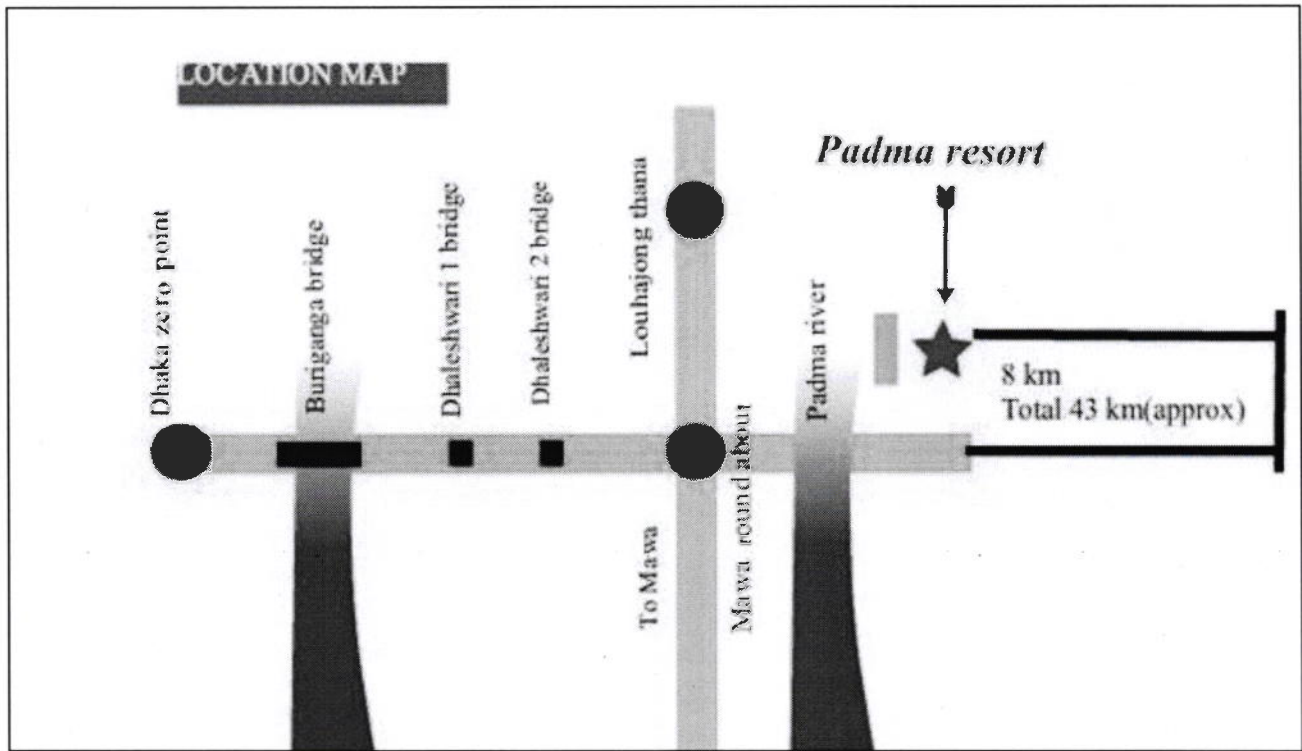 LOCATION MAP
Padma resort
Dhaka zero point
Buriganga bridge
Dhaleshwari 1 bridge
Dhaleshwari 2 bridge
Louhajong thana
Padma river
8 km
Total 43 km(approx)
To Mawa
Mawa round about